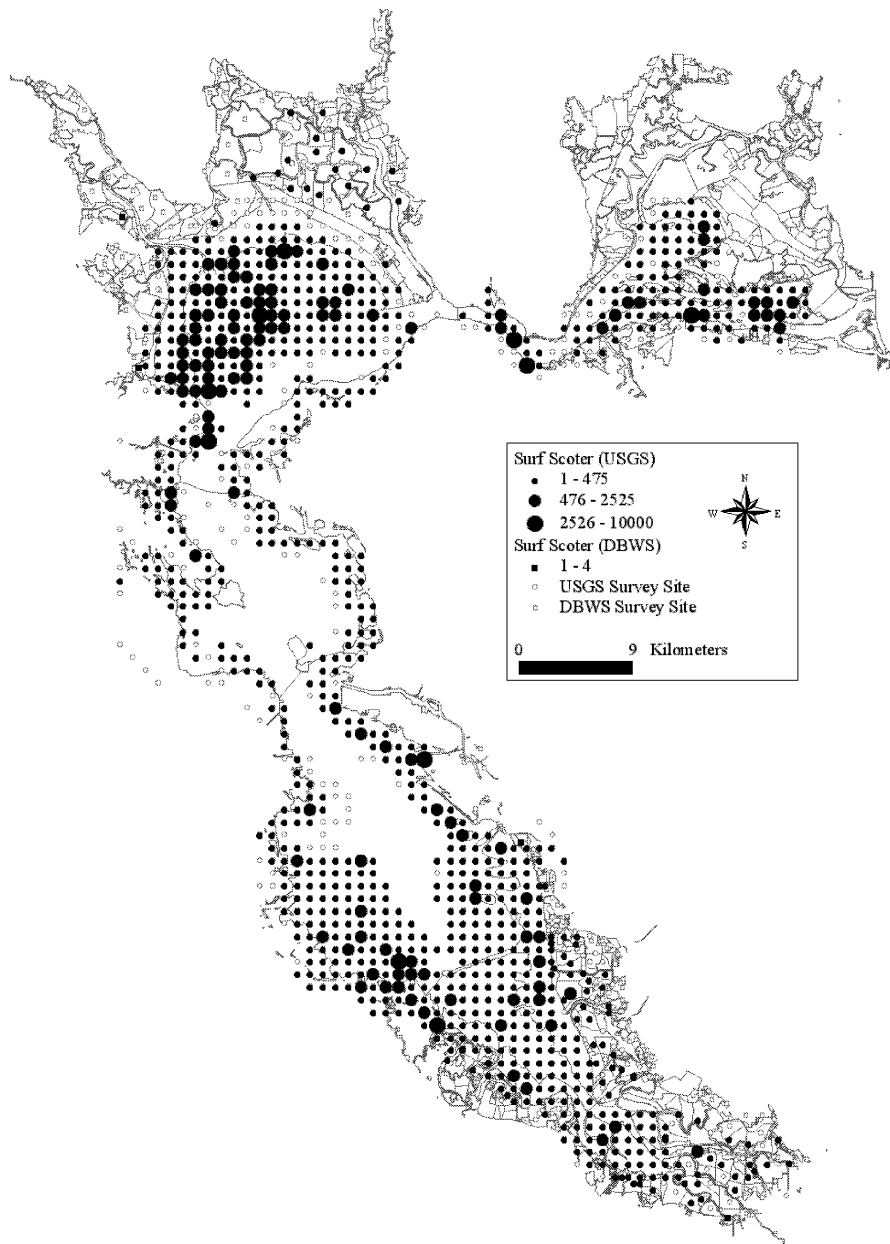 Surf Scoter (USGS)
1 - 475
476 - 2525
2526 - 10000
Surf Scoter (DBWS)
1 - 4
USGS Survey Site
DBWS Survey Site
N
W E
S
0 9 Kilometers